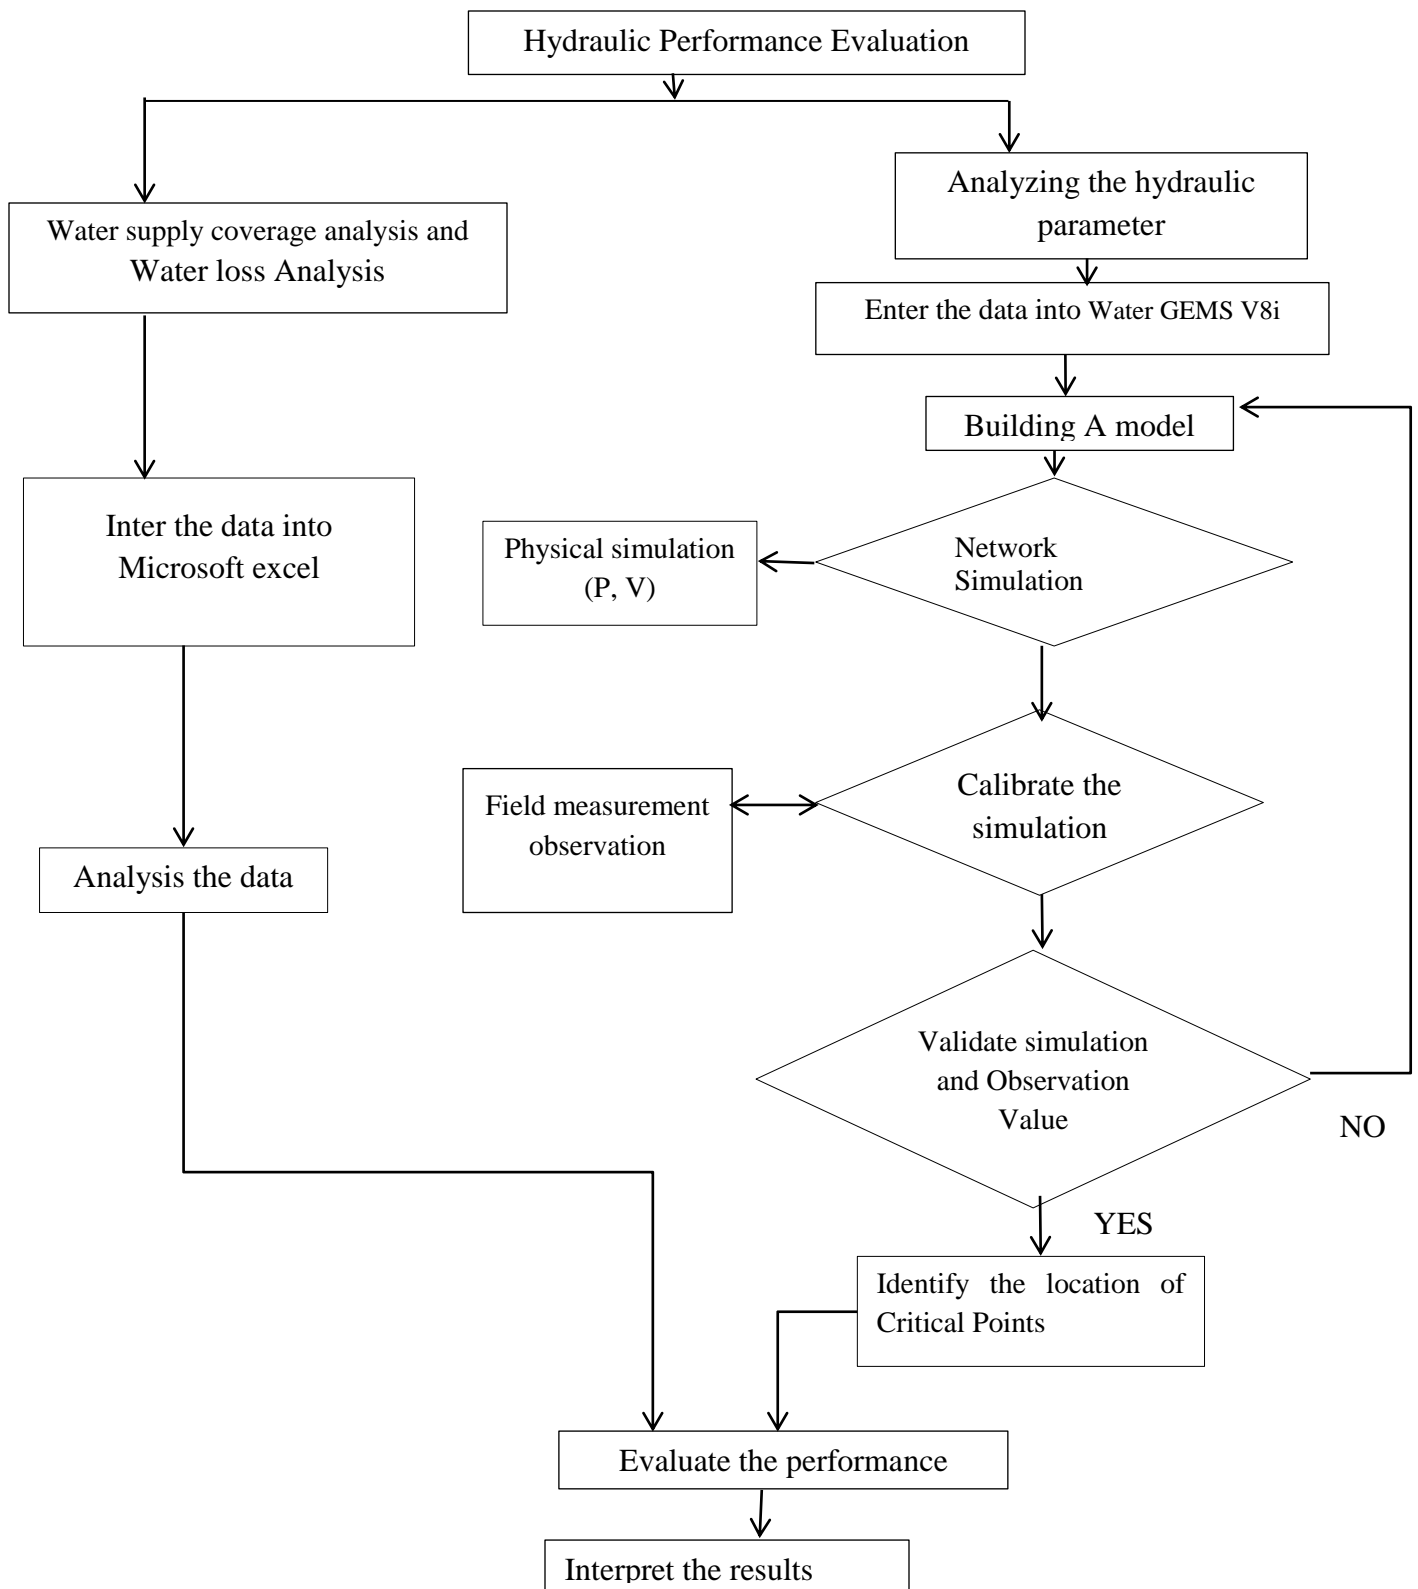 Hydraulic Performance Evaluation
Analyzing the hydraulic
parameter
Water supply coverage analysis and
Water loss Analysis
Enter the data into Water GEMS V8i
Building A model
Inter the data into
Microsoft excel
Physical simulation
(P, V)
Network
Simulation
Field measurement
observation
Calibrate the
simulation
Analysis the data
Validate simulation
and Observation
Value
NO
YES
Identify the location of
Critical Points
Evaluate the performance
Interpret the results